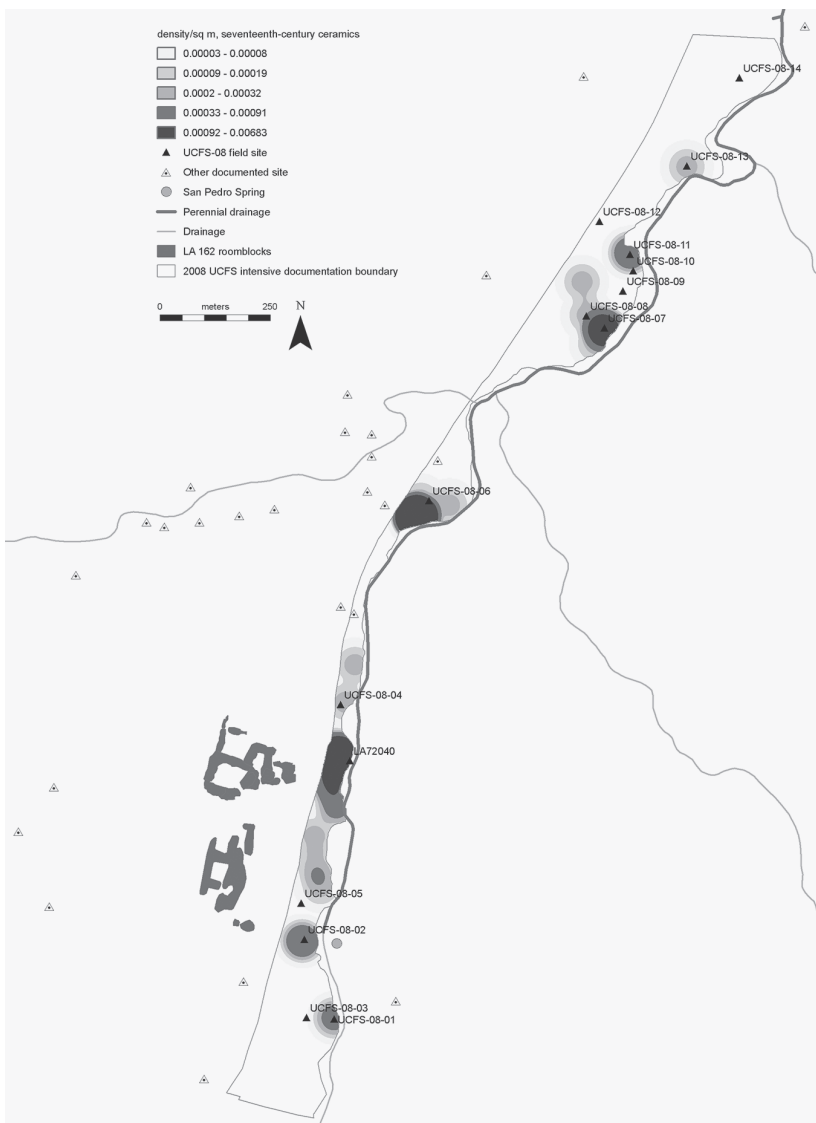 density/sq m, seventeenth-century ceramics
0.00003 - 0.00008
0.00009 - 0.00019
0.0002 - 0.00032
0.00033 - 0.00091
0.00092 - 0.00683
UCFS-08 field site
Other documented site
San Pedro Spring
Perennial drainage
Drainage
LA 162 roomblocks
2008 UCFS intensive documentation boundary
0 meters 250
N
UCFS-08-14
UCFS-08-13
UCFS-08-12
UCFS-08-11
UCFS-08-10
UCFS-08-09
UCFS-08-08
UCFS-08-07
UCFS-08-06
UCFS-08-04
LA72040
UCFS-08-05
UCFS-08-02
UCFS-08-03
UCFS-08-01